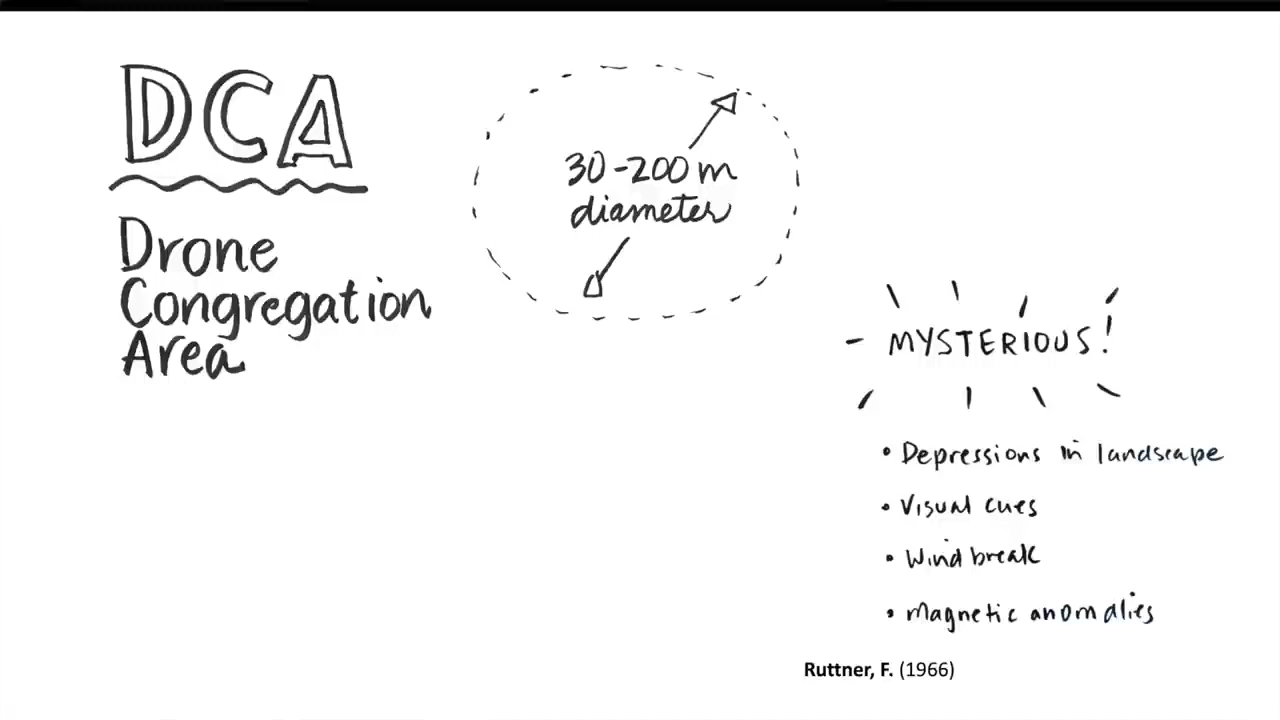 DCA
Drone
Congregation
Area
30-200 m
diameter
MYSTERIOUS!
• Depressions in landscape
• Visual cues
• Wind break
• Magnetic anomalies
Ruttner, F. (1966)